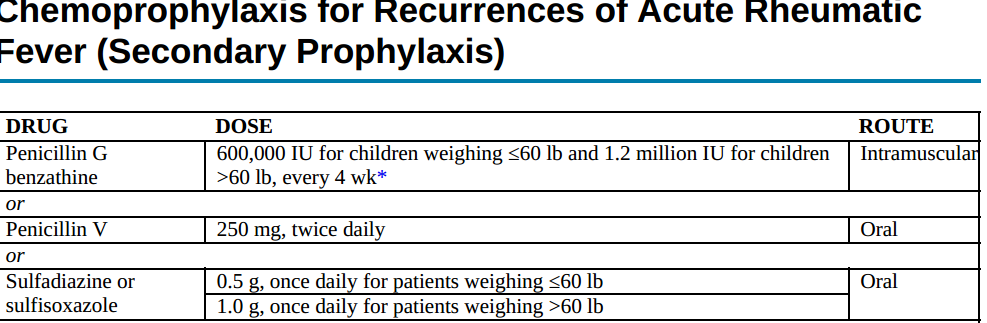 Chemoprophylaxis for Recurrences of Acute Rheumatic
Fever (Secondary Prophylaxis)
DRUG DOSE ROUTE
Penicillin G 600,000 IU for children weighing ≤60 lb and 1.2 million IU for children Intramuscular
benzathine >60 lb, every 4 wk*
or
Penicillin V 250 mg, twice daily Oral
or
Sulfadiazine or 0.5 g, once daily for patients weighing ≤60 lb Oral
sulfisoxazole 1.0 g, once daily for patients weighing >60 lb